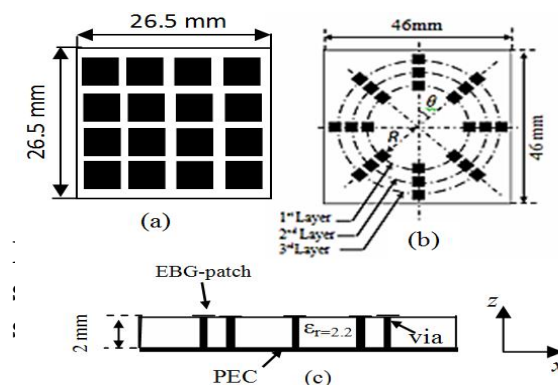 26.5 mm
26.5 mm
(a)
46mm
46 mm
θ
R
1st Layer
2nd Layer
3rd Layer
(b)
EBG-patch
2 mm
εr=2.2
via
PEC
(c)
z
x